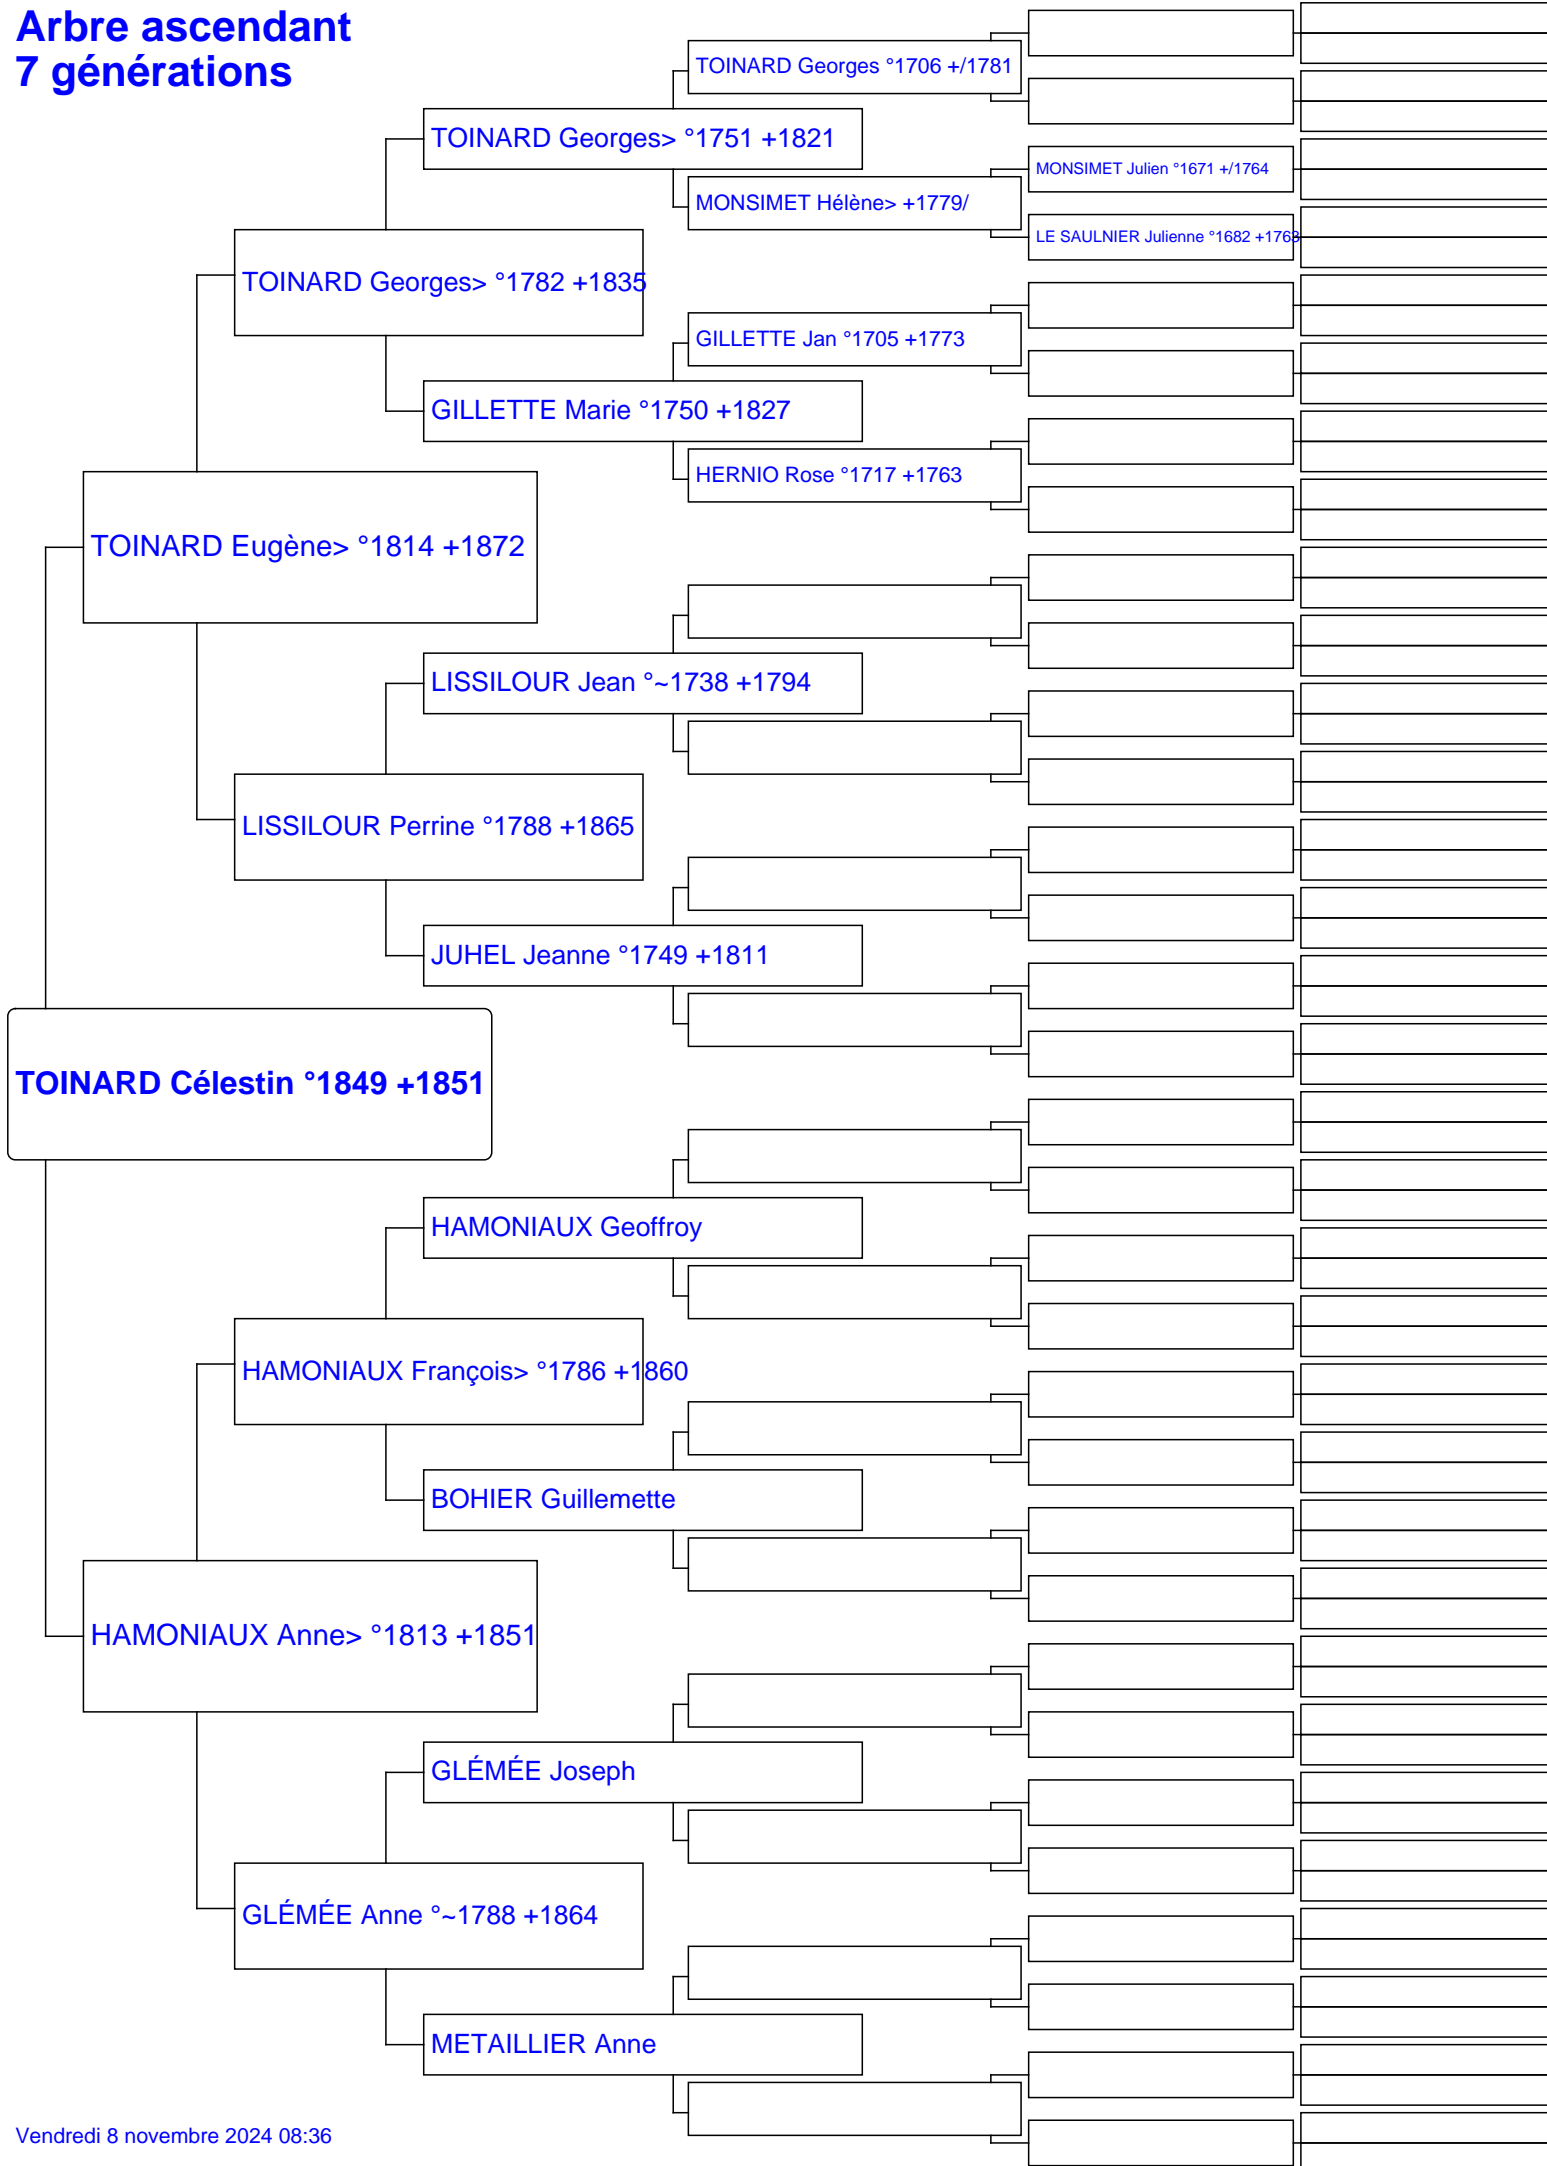 Arbre ascendant
7 générations
TOINARD Georges °1706 +/1781
TOINARD Georges> °1751 +1821
MONSIMET Julien °1671 +/1764
MONSIMET Hélène> +1779/
LE SAULNIER Julienne °1682 +1763
TOINARD Georges> °1782 +1835
GILLETTE Jan °1705 +1773
GILLETTE Marie °1750 +1827
HERNIO Rose °1717 +1763
TOINARD Eugène> °1814 +1872
LISSILOUR Jean °~1738 +1794
LISSILOUR Perrine °1788 +1865
JUHEL Jeanne °1749 +1811
TOINARD Célestin °1849 +1851
HAMONIAUX Geoffroy
HAMONIAUX François> °1786 +1860
BOHIER Guillemette
HAMONIAUX Anne> °1813 +1851
GLÉMÉE Joseph
GLÉMÉE Anne °~1788 +1864
METAILLIER Anne
Vendredi 8 novembre 2024 08:36